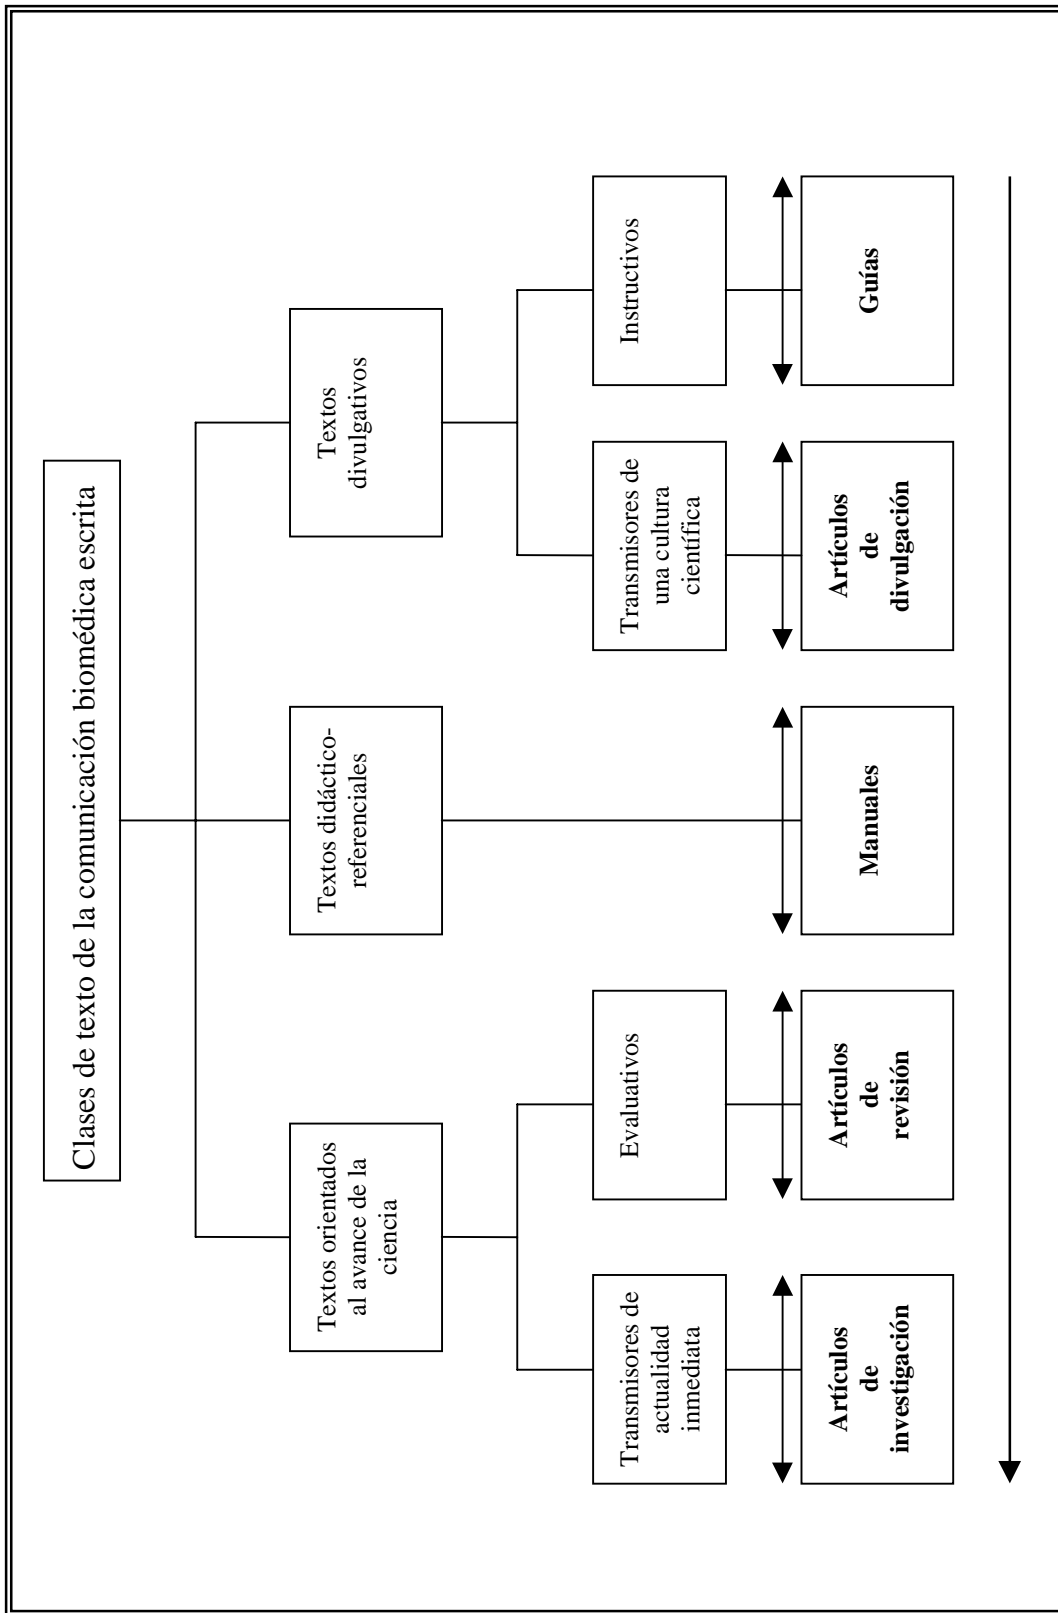 Clases de texto de la comunicación biomédica escrita
Textos orientados
al avance de la
ciencia
Textos didáctico-
referenciales
Textos
divulgativos
Transmisores de
actualidad
inmediata
Evaluativos
Transmisores de
una cultura
científica
Instructivos
Artículos
de
investigación
Artículos
de
revisión
Manuales
Artículos
de
divulgación
Guías